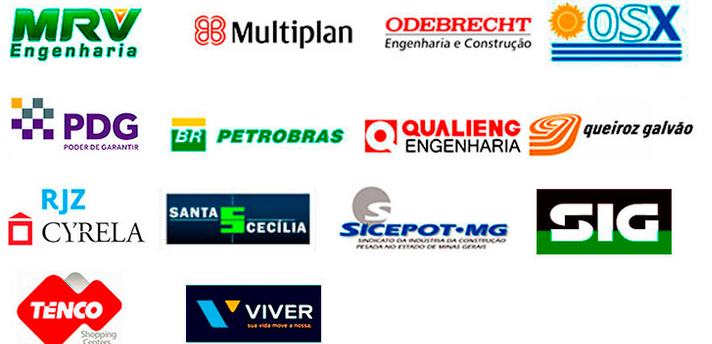 MRV
Engenharia
Multiplan
ODEBRECHT
Engenharia e Construção
OSX
PDG
PODER DE GARANTIR
BR PETROBRAS
QUALIENG
ENGENHARIA
queiroz galvão
RJZ
CYRELA
SANTA
CECÍLIA
S
SICEPOT-MG
SINDICATO DA INDÚSTRIA DA CONSTRUÇÃO
PESADA NO ESTADO DE MINAS GERAIS
SIG
TENCO
Shopping
Centers
VIVER
sua vida move a nossa.